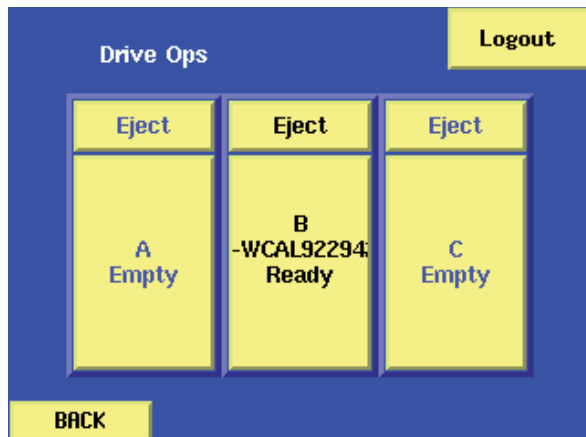 Drive Ops
Logout
Eject
Eject
Eject
A
Empty
B
-WCAL92294
Ready
C
Empty
BACK